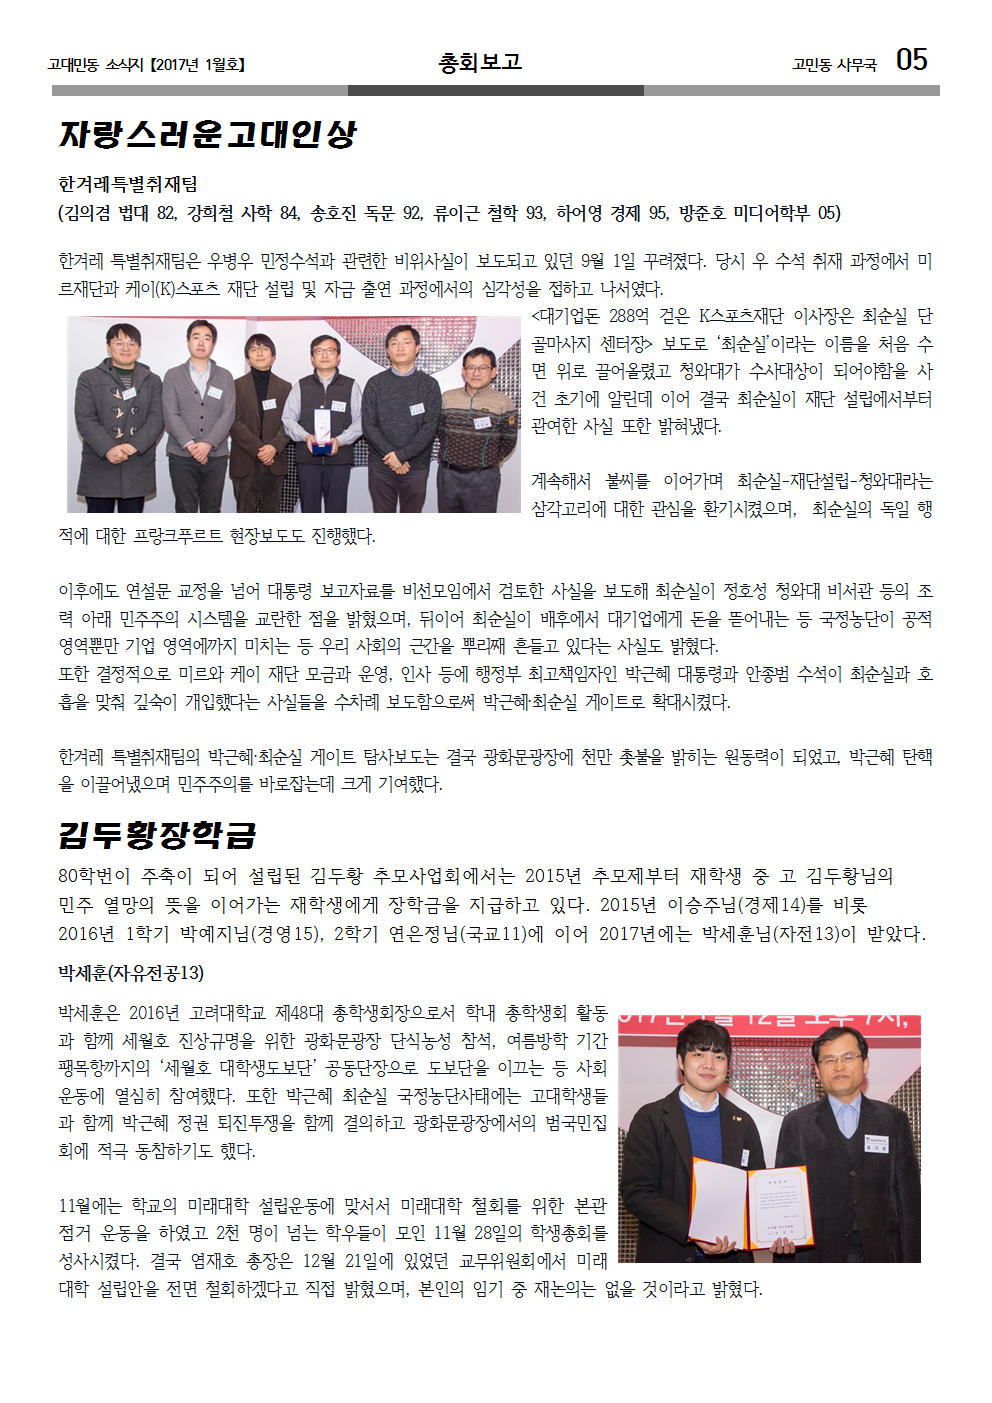 고대민동 소식지 【2017년 1월호】
총회보고
고민동 사무국 05
자랑스러운고대인상
한겨레특별취재팀
(김의겸 법대 82, 강희철 사학 84, 송호진 독문 92, 류이근 철학 93, 하어영 경제 95, 방준호 미디어학부 05)
한겨레 특별취재팀은 우병우 민정수석과 관련한 비위사실이 보도되고 있던 9월 1일 꾸려졌다. 당시 우 수석 취재 과정에서 미
르재단과 케이(K)스포츠 재단 설립 및 자금 출연 과정에서의 심각성을 접하고 나서였다.
<대기업돈 288억 걷은 K스포츠재단 이사장은 최순실 단
골마사지 센터장> 보도로 ‘최순실’이라는 이름을 처음 수
면 위로 끌어올렸고 청와대가 수사대상이 되어야함을 사
건 초기에 알린데 이어 결국 최순실이 재단 설립에서부터
관여한 사실 또한 밝혀냈다.
계속해서 불씨를 이어가며 최순실-재단설립-청와대라는
삼각고리에 대한 관심을 환기시켰으며, 최순실의 독일 행
적에 대한 프랑크푸르트 현장보도도 진행했다.
이후에도 연설문 교정을 넘어 대통령 보고자료를 비선모임에서 검토한 사실을 보도해 최순실이 정호성 청와대 비서관 등의 조
력 아래 민주주의 시스템을 교란한 점을 밝혔으며, 뒤이어 최순실이 배후에서 대기업에게 돈을 뜯어내는 등 국정농단이 공적
영역뿐만 기업 영역에까지 미치는 등 우리 사회의 근간을 뿌리째 흔들고 있다는 사실도 밝혔다.
또한 결정적으로 미르와 케이 재단 모금과 운영, 인사 등에 행정부 최고책임자인 박근혜 대통령과 안종범 수석이 최순실과 호
흡을 맞춰 깊숙이 개입했다는 사실들을 수차례 보도함으로써 박근혜·최순실 게이트로 확대시켰다.
한겨레 특별취재팀의 박근혜·최순실 게이트 탐사보도는 결국 광화문광장에 천만 촛불을 밝히는 원동력이 되었고, 박근혜 탄핵
을 이끌어냈으며 민주주의를 바로잡는데 크게 기여했다.
김두황장학금
80학번이 주축이 되어 설립된 김두황 추모사업회에서는 2015년 추모제부터 재학생 중 고 김두황님의
민주 열망의 뜻을 이어가는 재학생에게 장학금을 지급하고 있다. 2015년 이승주님(경제14)를 비롯
2016년 1학기 박예지님(경영15), 2학기 연은정님(국교11)에 이어 2017년에는 박세훈님(자전13)이 받았다.
박세훈(자유전공13)
박세훈은 2016년 고려대학교 제48대 총학생회장으로서 학내 총학생회 활동
과 함께 세월호 진상규명을 위한 광화문광장 단식농성 참석, 여름방학 기간
팽목항까지의 ‘세월호 대학생도보단’ 공동단장으로 도보단을 이끄는 등 사회
운동에 열심히 참여했다. 또한 박근혜 최순실 국정농단사태에는 고대학생들
과 함께 박근혜 정권 퇴진투쟁을 함께 결의하고 광화문광장에서의 범국민집
회에 적극 동참하기도 했다.
11월에는 학교의 미래대학 설립운동에 맞서서 미래대학 철회를 위한 본관
점거 운동을 하였고 2천 명이 넘는 학우들이 모인 11월 28일의 학생총회를
성사시켰다. 결국 염재호 총장은 12월 21일에 있었던 교무위원회에서 미래
대학 설립안을 전면 철회하겠다고 직접 밝혔으며, 본인의 임기 중 재논의는 없을 것이라고 밝혔다.